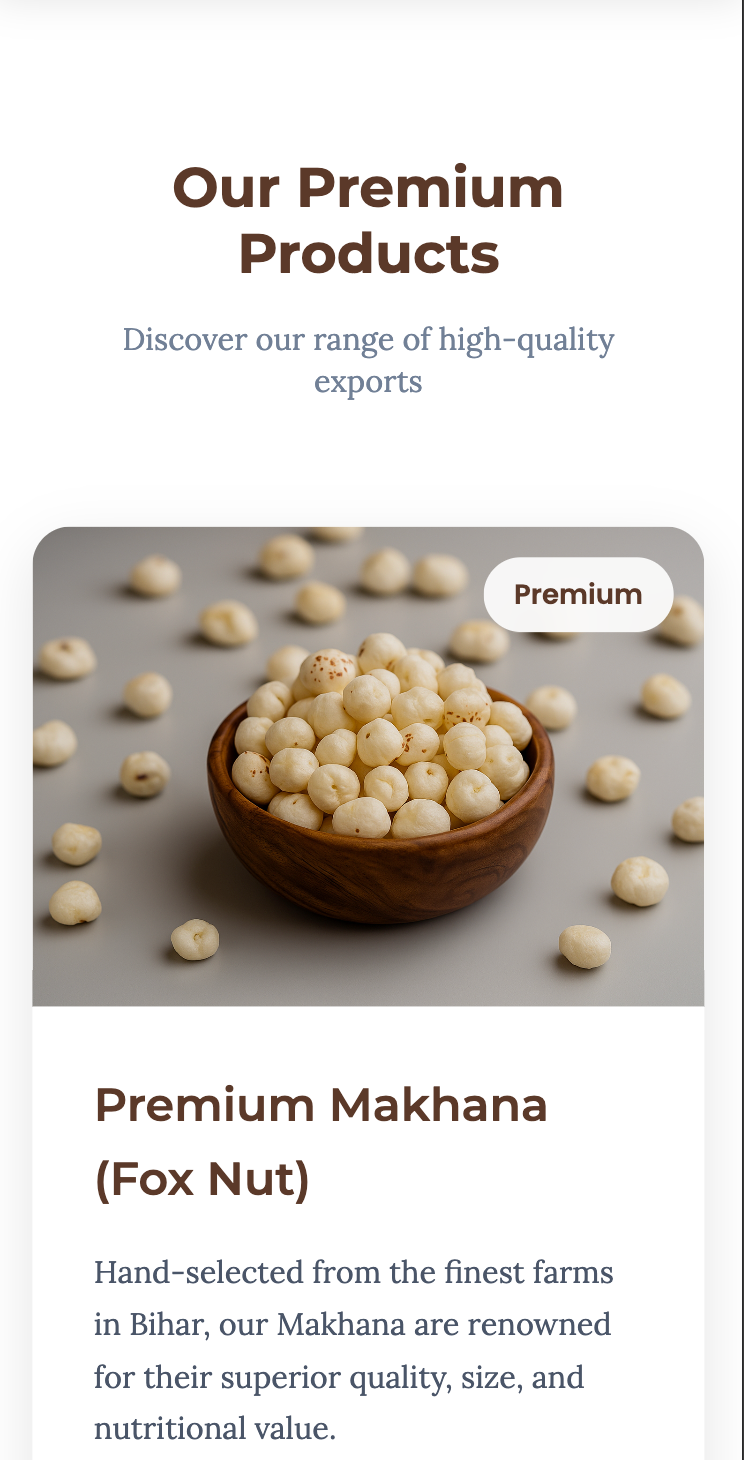 Our Premium
Products
Discover our range of high-quality
exports
Premium
Premium Makhana
(Fox Nut)
Hand-selected from the finest farms
in Bihar, our Makhana are renowned
for their superior quality, size, and
nutritional value.